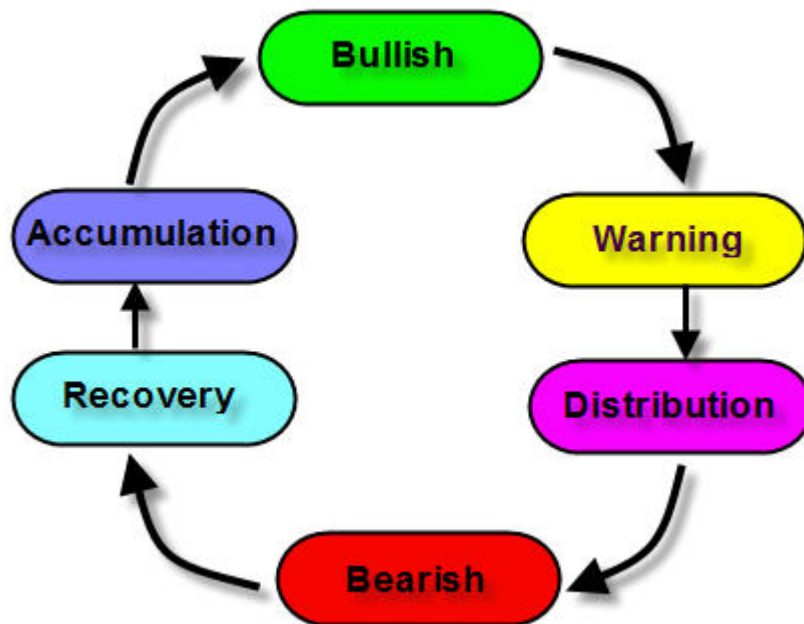 Bullish
Warning
Distribution
Bearish
Recovery
Accumulation